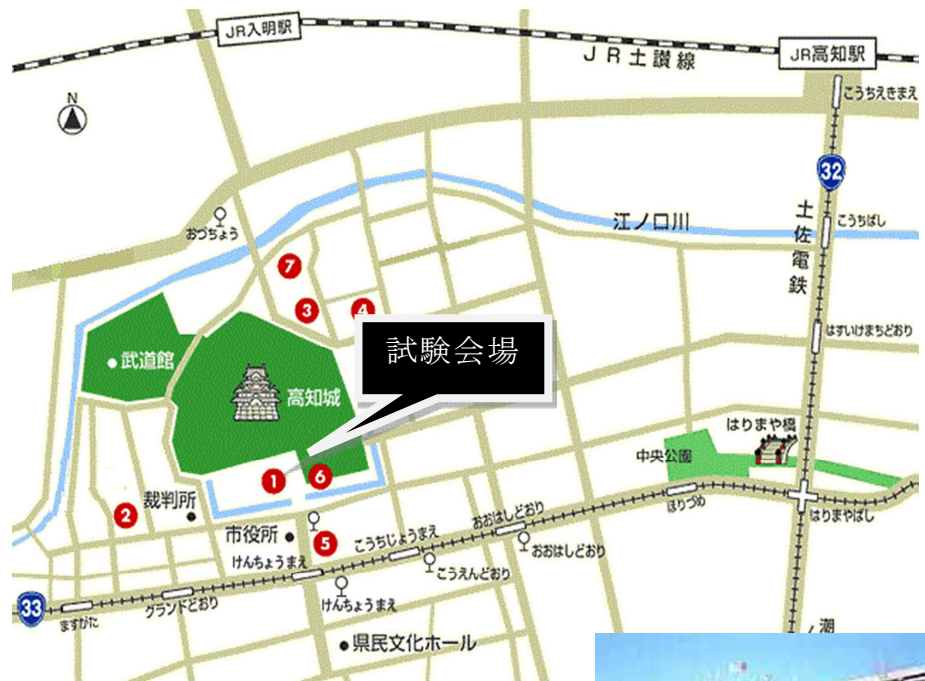 JR入明駅
JR土讃線
JR高知駅
こうちえきまえ
N
32
土佐電鉄
こうちばし
江ノ口川
おづちょう
7
3
4
はすいけまちどおり
試験会場
武道館
高知城
はりまや橋
中央公園
1
6
2
裁判所
ほりづめ
はりまやばし
市役所
5
おおはしどおり
こうちじょうまえ
けんちょうまえ
おおはしどおり
こうえんどおり
けんちょうまえ
33
ますがた
グランドどおり
潮
県民文化ホール